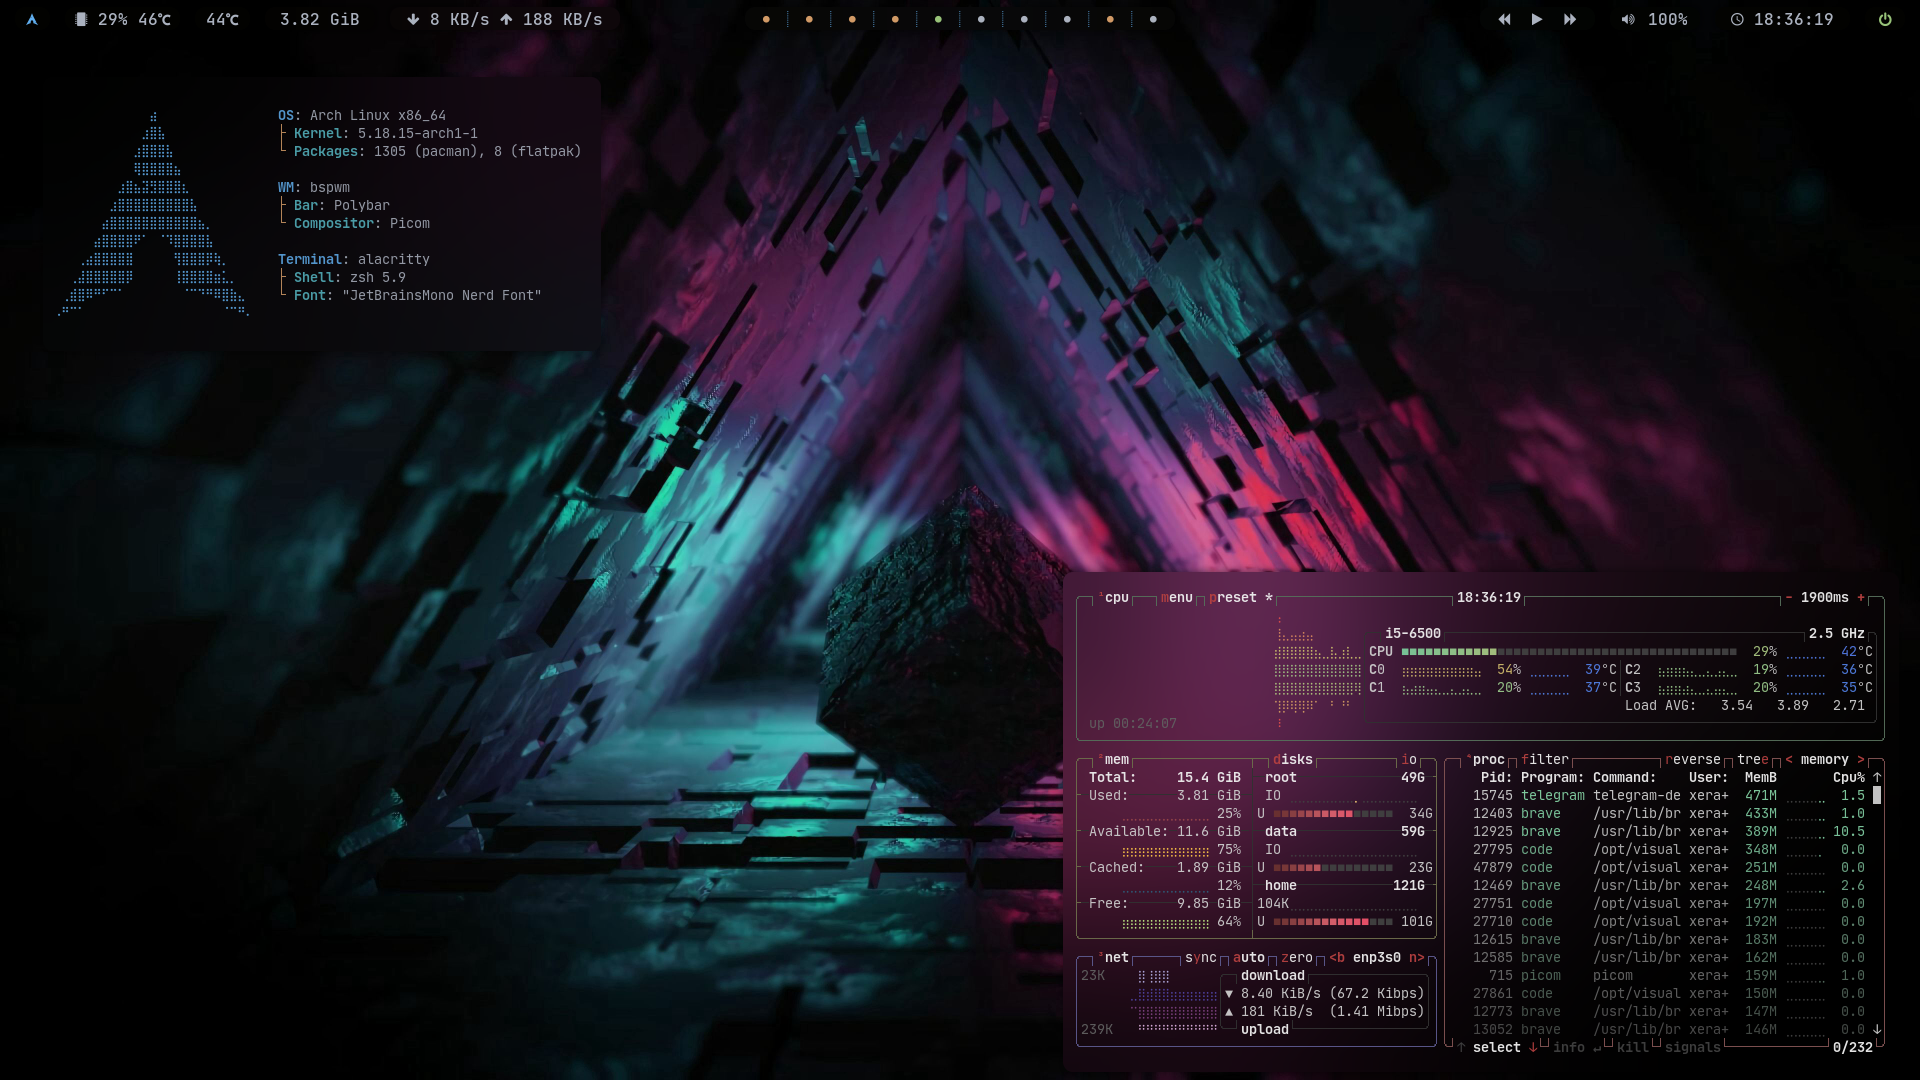 29% 46℃ 44℃ 3.82 GiB 8 KB/s 188 KB/s 100% 18:36:19
OS: Arch Linux x86_64
Kernel: 5.18.15-arch1-1
Packages: 1305 (pacman), 8 (flatpak)
WM: bspwm
Bar: Polybar
Compositor: Picom
Terminal: alacritty
Shell: zsh 5.9
Font: "JetBrainsMono Nerd Font"
¹cpu menu preset * 18:36:19 - 1900ms +
i5-6500 2.5 GHz
CPU 29% 42°C
C0 54% 39°C C2 19% 36°C
C1 20% 37°C C3 20% 35°C
Load AVG: 3.54 3.89 2.71
up 00:24:07
²mem disks io
Total: 15.4 GiB root 49G
Used: 3.81 GiB IO
25% U 34G
Available: 11.6 GiB data 59G
75% IO
Cached: 1.89 GiB U 23G
12% home 121G
Free: 9.85 GiB 104K
64% U 101G
³net sync auto zero <b enp3s0 n>
23K download
▼ 8.40 KiB/s (67.2 Kibps)
▲ 181 KiB/s (1.41 Mibps)
239K upload
⁴proc filter reverse tree < memory >
Pid: Program: Command: User: MemB Cpu% ↑
15745 telegram telegram-de xera+ 471M 1.5
12403 brave /usr/lib/br xera+ 433M 1.0
12925 brave /usr/lib/br xera+ 389M 10.5
27795 code /opt/visual xera+ 348M 0.0
47879 code /opt/visual xera+ 251M 0.0
12469 brave /usr/lib/br xera+ 248M 2.6
27751 code /opt/visual xera+ 197M 0.0
27710 code /opt/visual xera+ 192M 0.0
12615 brave /usr/lib/br xera+ 183M 0.0
12585 brave /usr/lib/br xera+ 162M 0.0
715 picom picom xera+ 159M 1.0
27861 code /opt/visual xera+ 150M 0.0
12773 brave /usr/lib/br xera+ 147M 0.0
13052 brave /usr/lib/br xera+ 146M 0.0 ↓
↑ select ↓ info ↵ kill signals 0/232